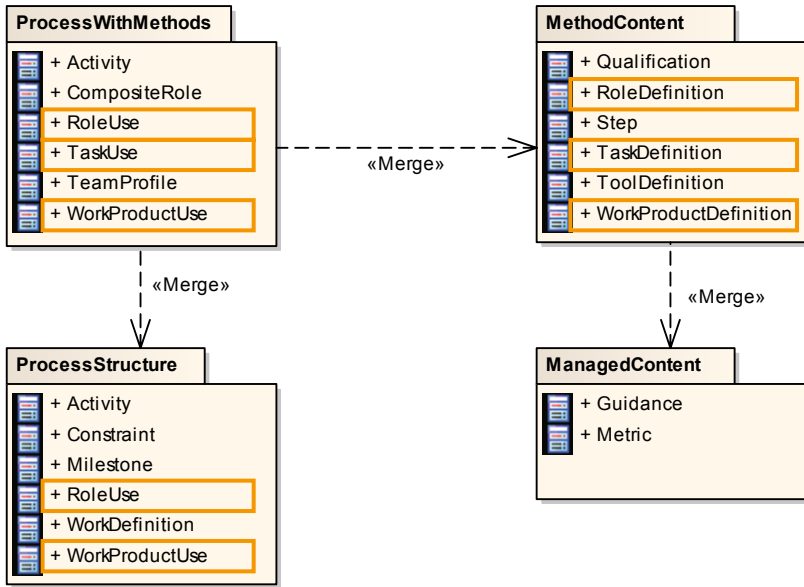 ProcessWithMethods
+ Activity
+ CompositeRole
+ RoleUse
+ TaskUse
+ TeamProfile
+ WorkProductUse
«Merge»
MethodContent
+ Qualification
+ RoleDefinition
+ Step
+ TaskDefinition
+ ToolDefinition
+ WorkProductDefinition
«Merge»
«Merge»
ProcessStructure
+ Activity
+ Constraint
+ Milestone
+ RoleUse
+ WorkDefinition
+ WorkProductUse
ManagedContent
+ Guidance
+ Metric